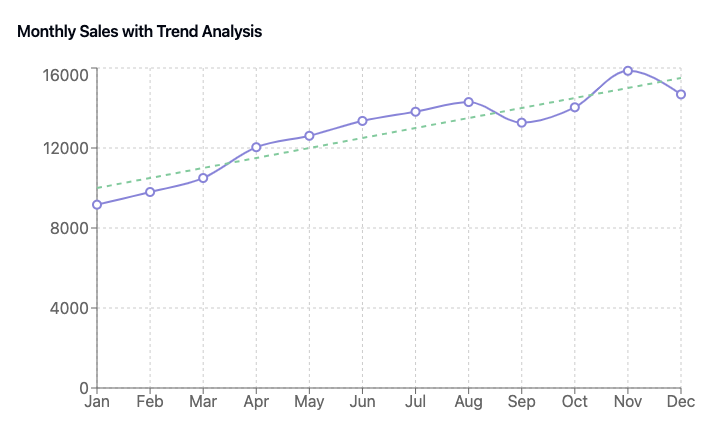 Monthly Sales with Trend Analysis
16000
12000
8000
4000
0
Jan Feb Mar Apr May Jun Jul Aug Sep Oct Nov Dec